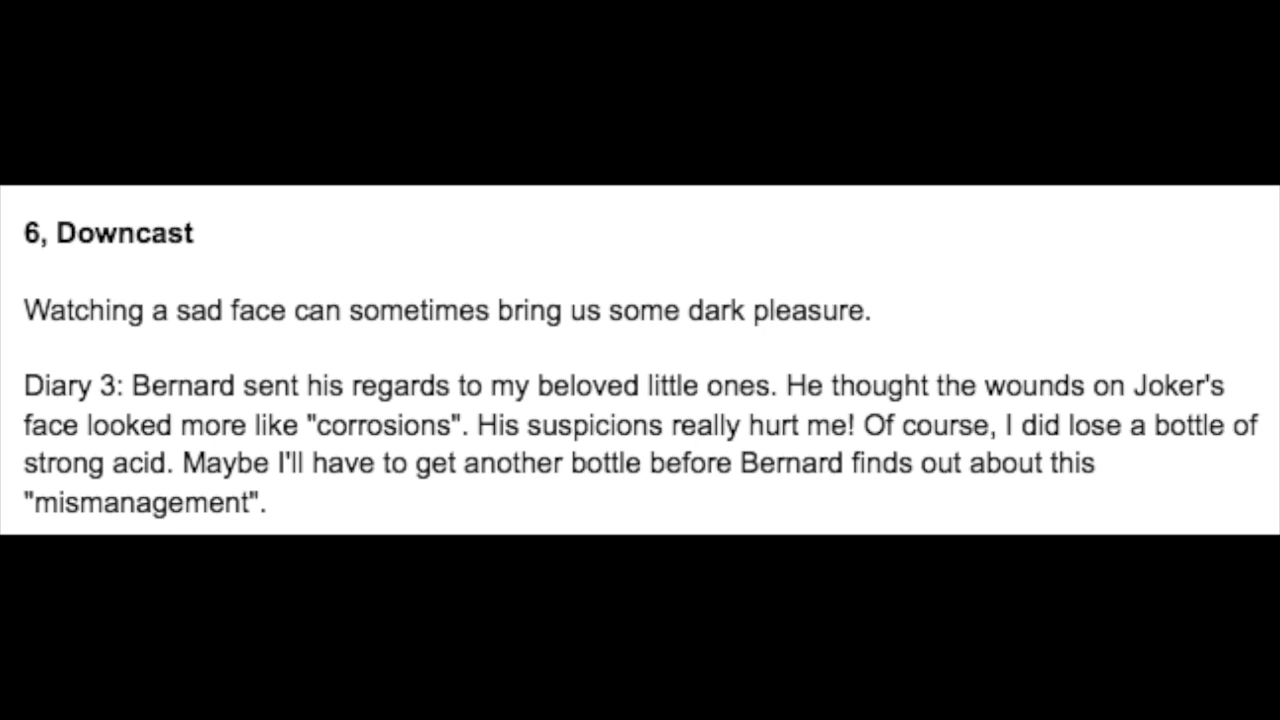 6, Downcast
Watching a sad face can sometimes bring us some dark pleasure.
Diary 3: Bernard sent his regards to my beloved little ones. He thought the wounds on Joker's
face looked more like "corrosions". His suspicions really hurt me! Of course, I did lose a bottle of
strong acid. Maybe I'll have to get another bottle before Bernard finds out about this
"mismanagement".